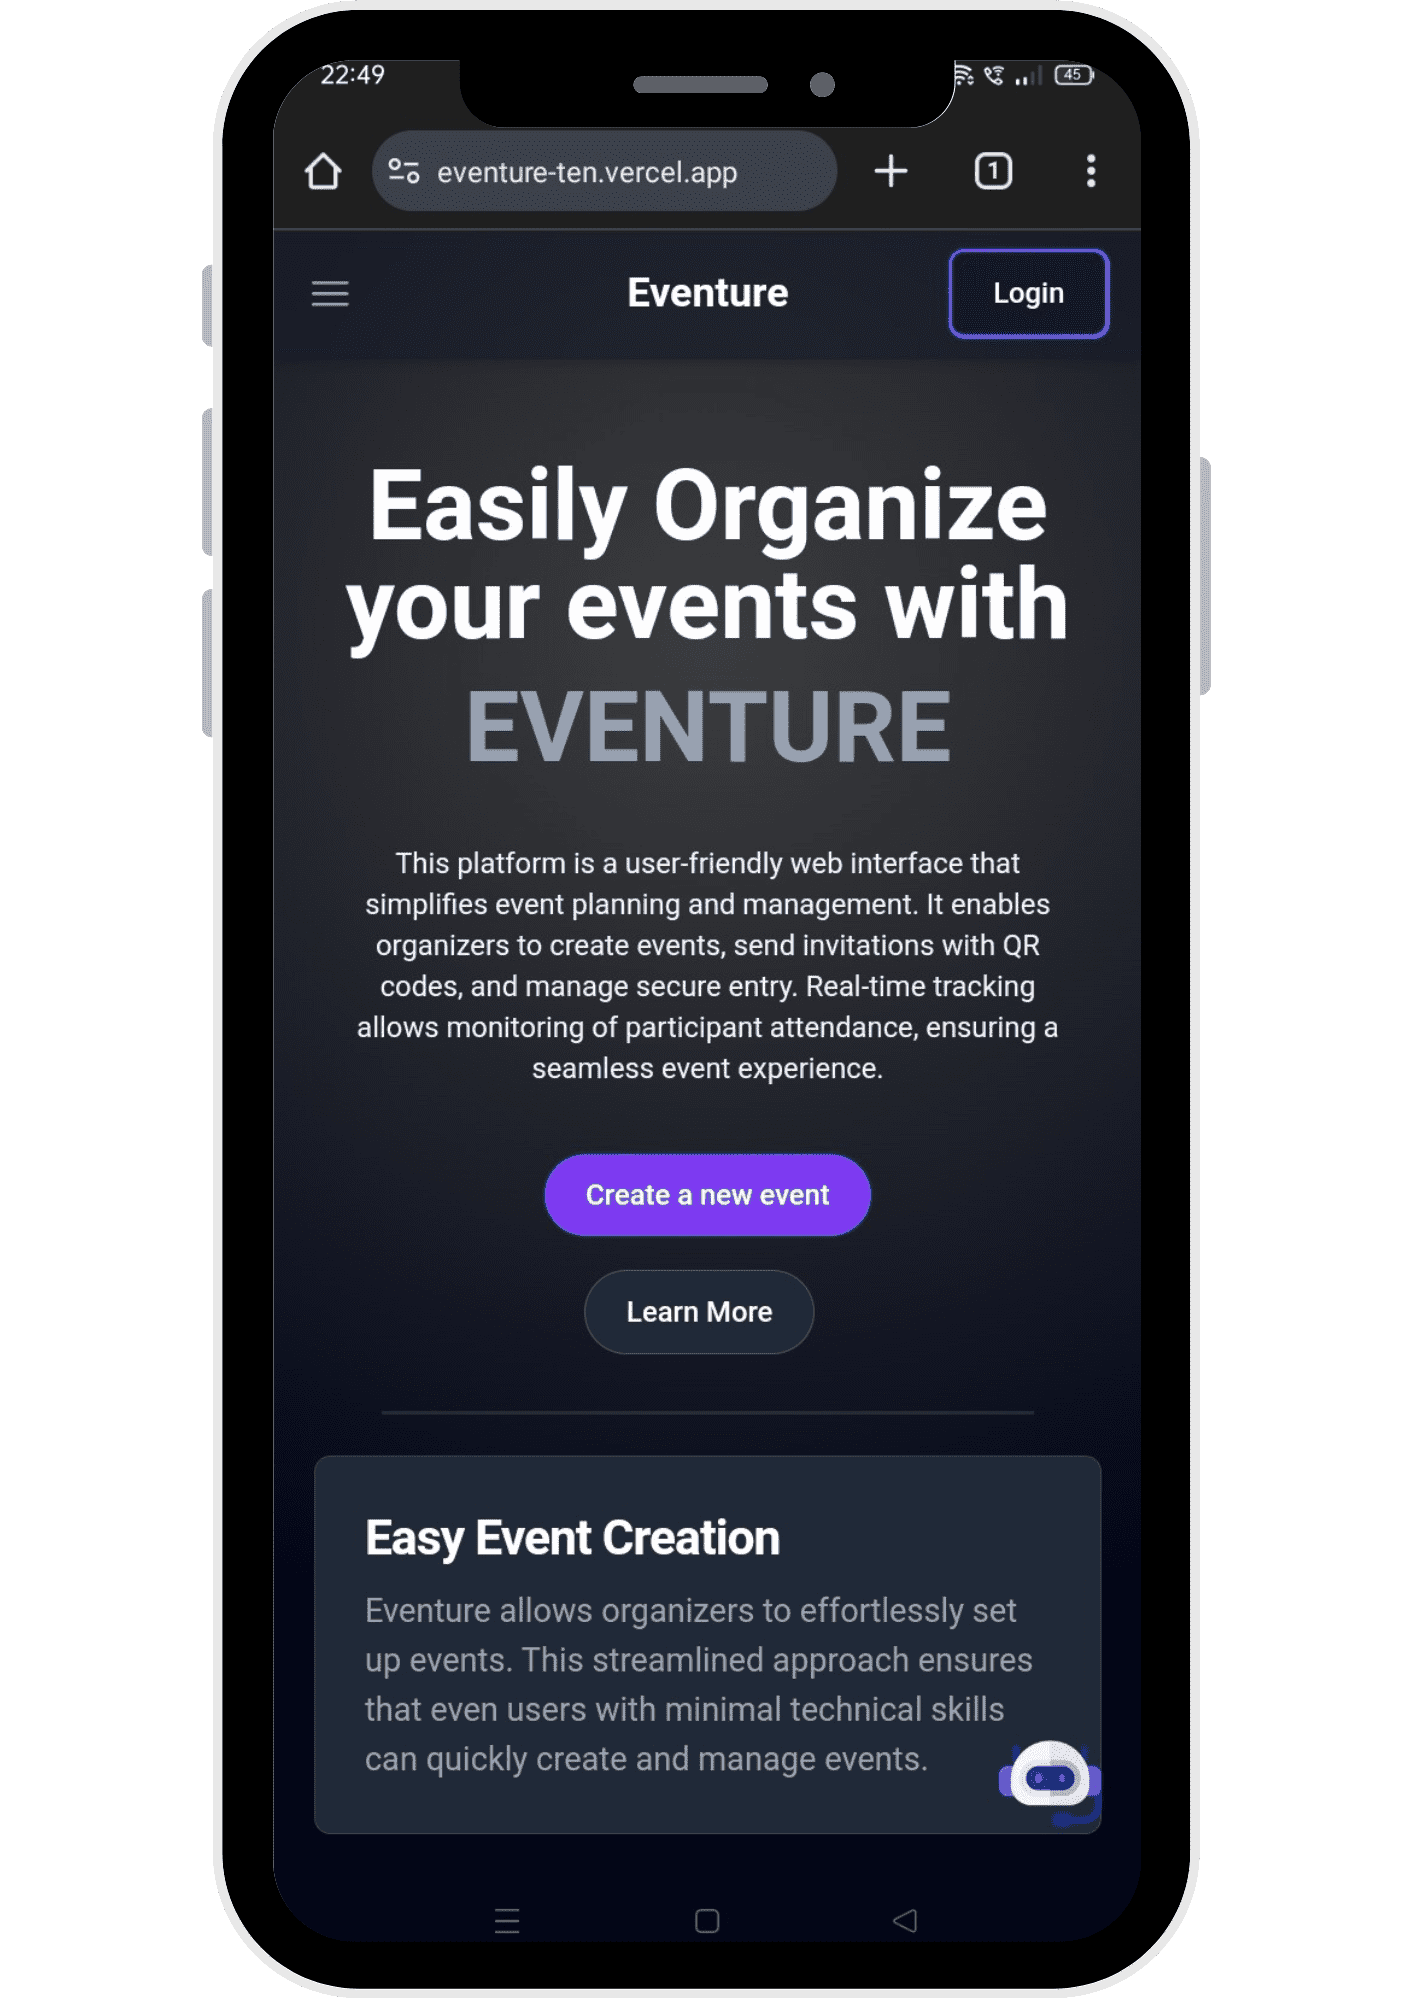 22:49
45
eventure-ten.vercel.app
1
Eventure
Login
Easily Organize
your events with
EVENTURE
This platform is a user-friendly web interface that
simplifies event planning and management. It enables
organizers to create events, send invitations with QR
codes, and manage secure entry. Real-time tracking
allows monitoring of participant attendance, ensuring a
seamless event experience.
Create a new event
Learn More
Easy Event Creation
Eventure allows organizers to effortlessly set
up events. This streamlined approach ensures
that even users with minimal technical skills
can quickly create and manage events.